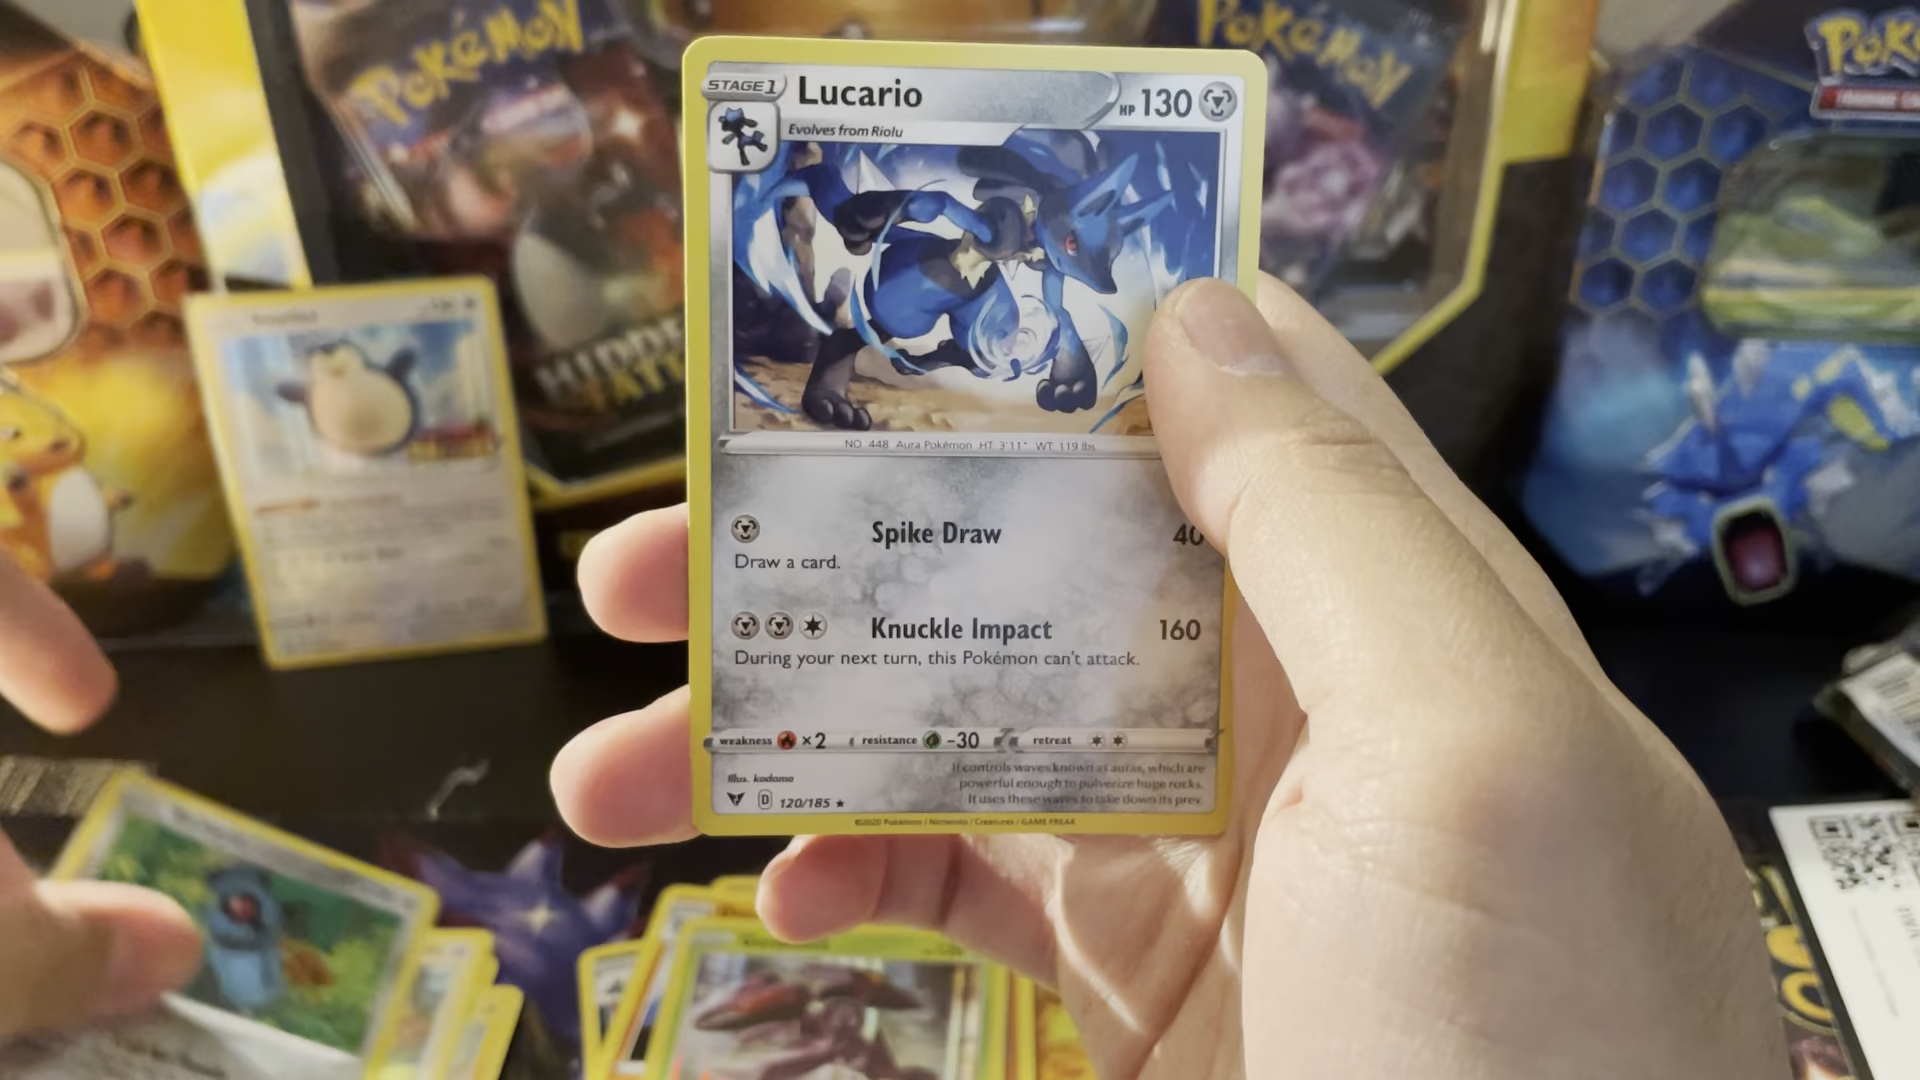 Pokémon
Pokémon
STAGE 1
Lucario
HP 130
Evolves from Riolu
NO. 448 Aura Pokémon HT 3'11" WT 119 lbs
Spike Draw 40
Draw a card.
Knuckle Impact 160
During your next turn, this Pokémon can't attack.
weakness ×2 resistance -30 retreat
Illus. kodama
It controls waves known as auras, which are
powerful enough to pulverize huge rocks.
It uses these waves to take down its prey.
D 120/185 ★
©2020 Pokémon / Nintendo / Creatures / GAME FREAK